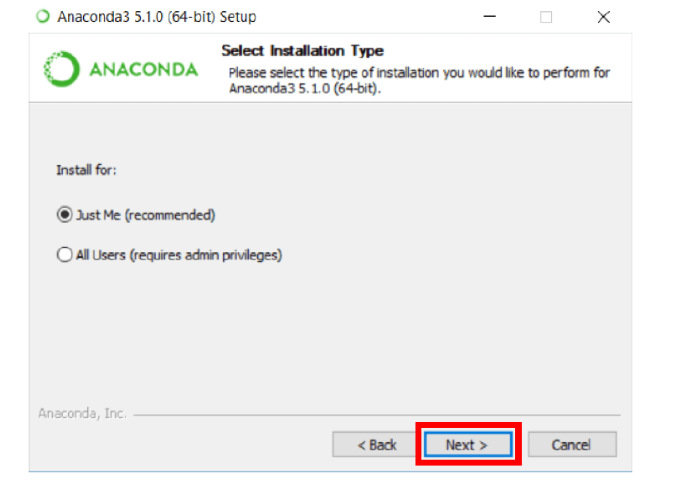 Anaconda3 5.1.0 (64-bit) Setup
ANACONDA
Select Installation Type
Please select the type of installation you would like to perform for
Anaconda3 5.1.0 (64-bit).
Install for:
Just Me (recommended)
All Users (requires admin privileges)
Anaconda, Inc.
< Back
Next >
Cancel